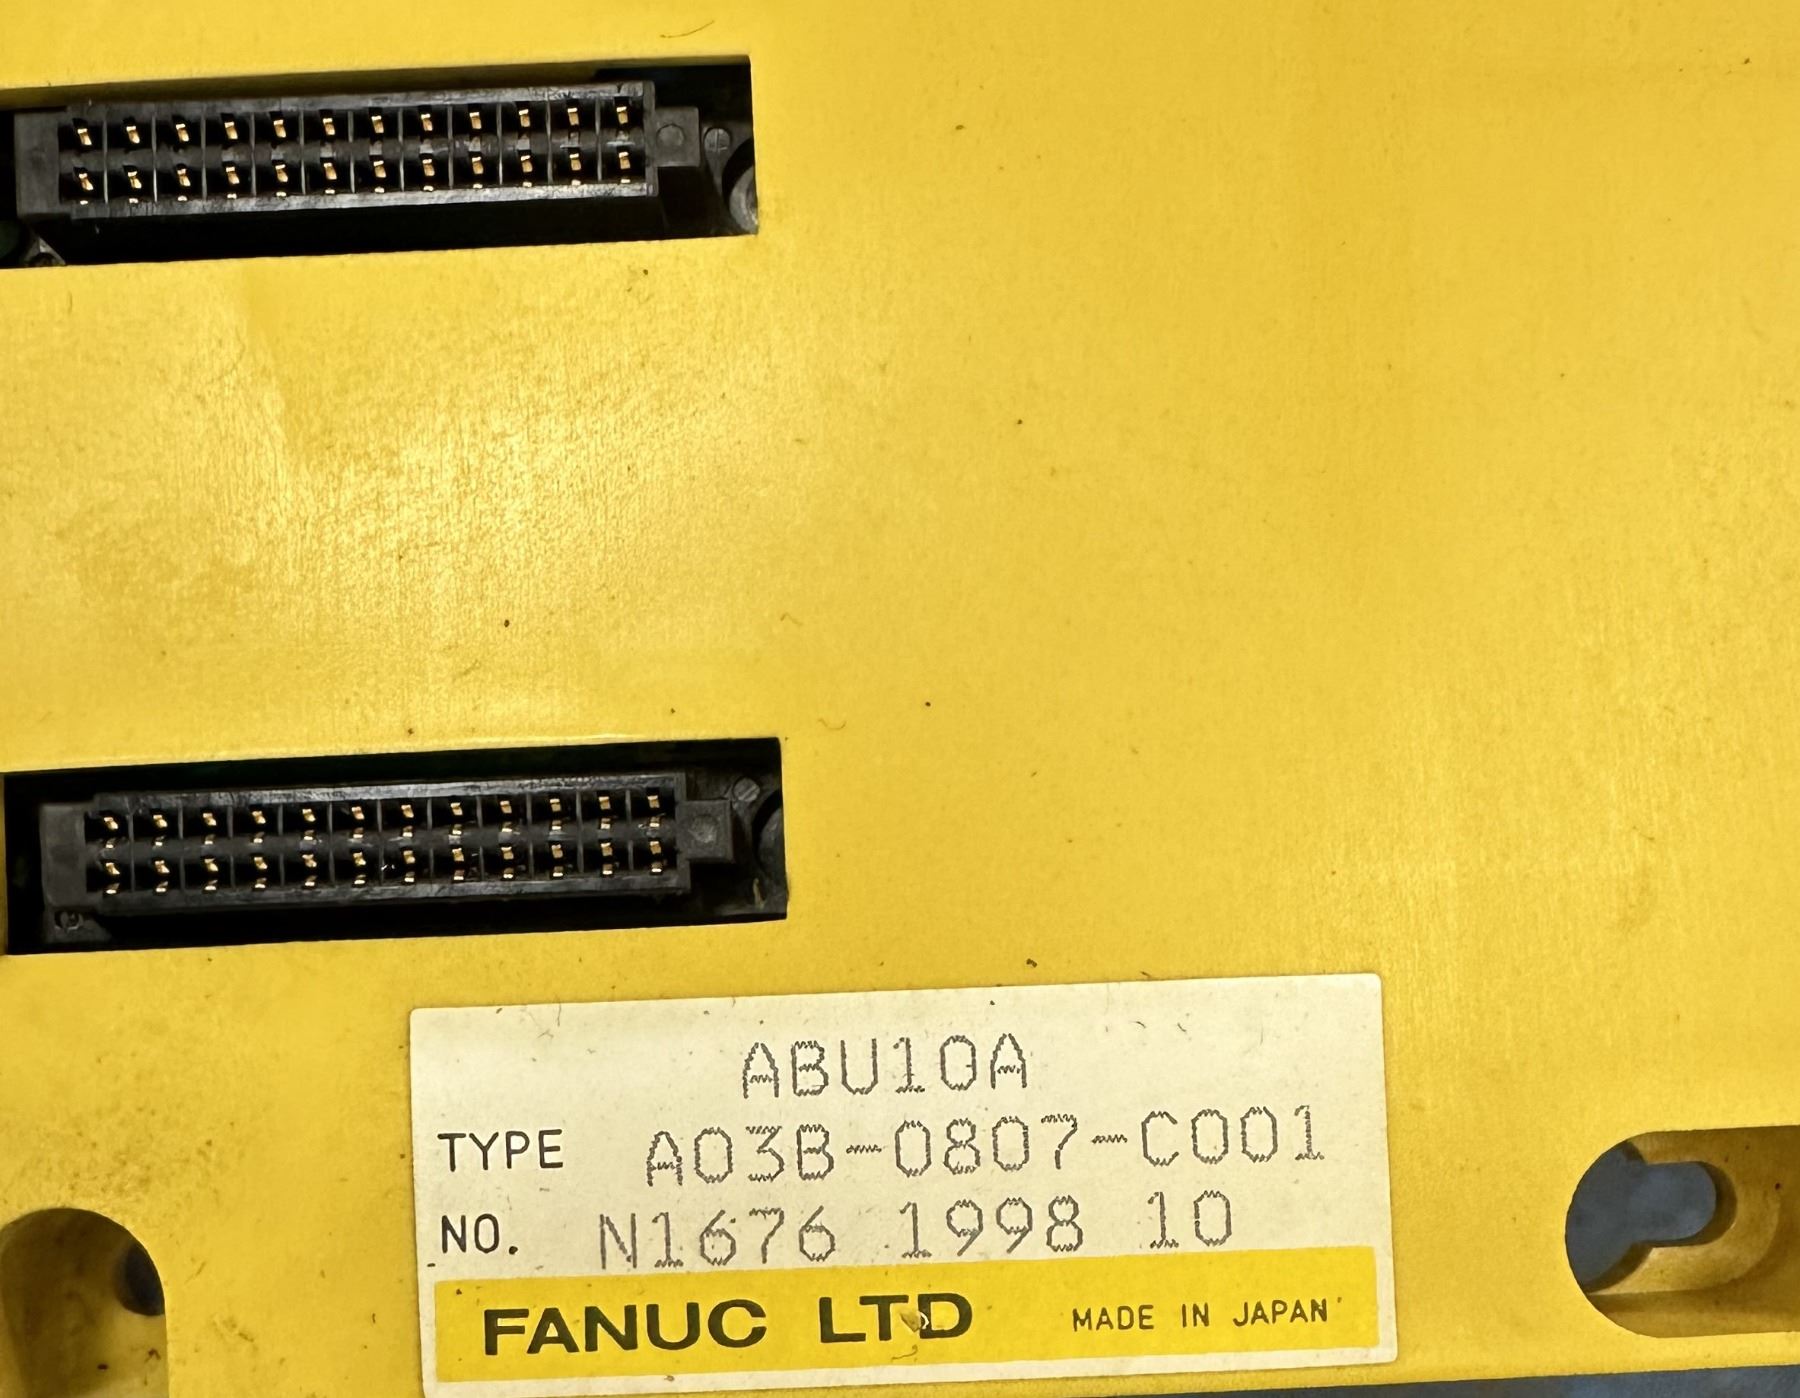 ABU10A
TYPE A03B-0807-C001
NO. N1676 1998 10
FANUC LTD MADE IN JAPAN